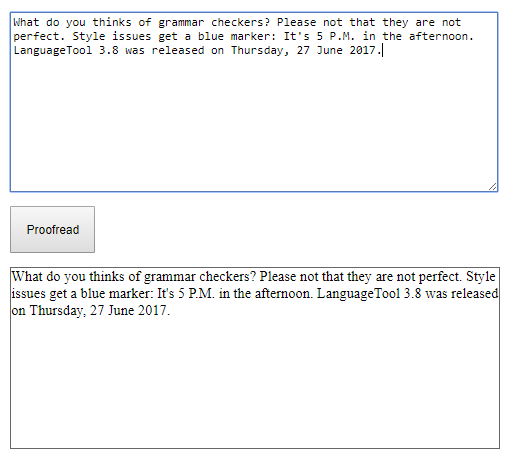 What do you thinks of grammar checkers? Please not that they are not
perfect. Style issues get a blue marker: It's 5 P.M. in the afternoon.
LanguageTool 3.8 was released on Thursday, 27 June 2017.
Proofread
What do you thinks of grammar checkers? Please not that they are not perfect. Style
issues get a blue marker: It's 5 P.M. in the afternoon. LanguageTool 3.8 was released
on Thursday, 27 June 2017.